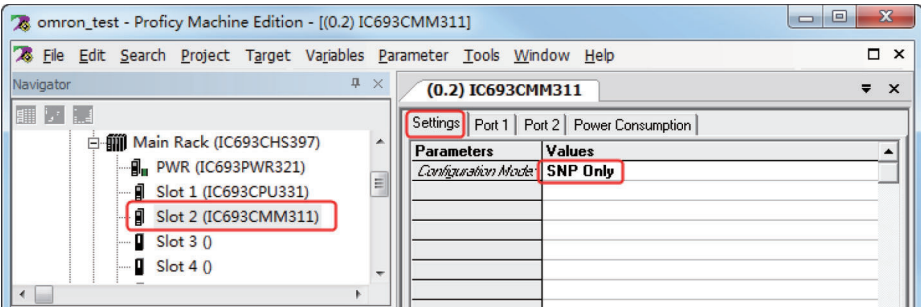 omron_test - Proficy Machine Edition - [(0.2) IC693CMM311]
File Edit Search Project Target Variables Parameter Tools Window Help
Navigator
Main Rack (IC693CHS397)
PWR (IC693PWR321)
Slot 1 (IC693CPU331)
Slot 2 (IC693CMM311)
Slot 3 ()
Slot 4 ()
(0.2) IC693CMM311
Settings Port 1 Port 2 Power Consumption
Parameters Values
Configuration Mode: SNP Only